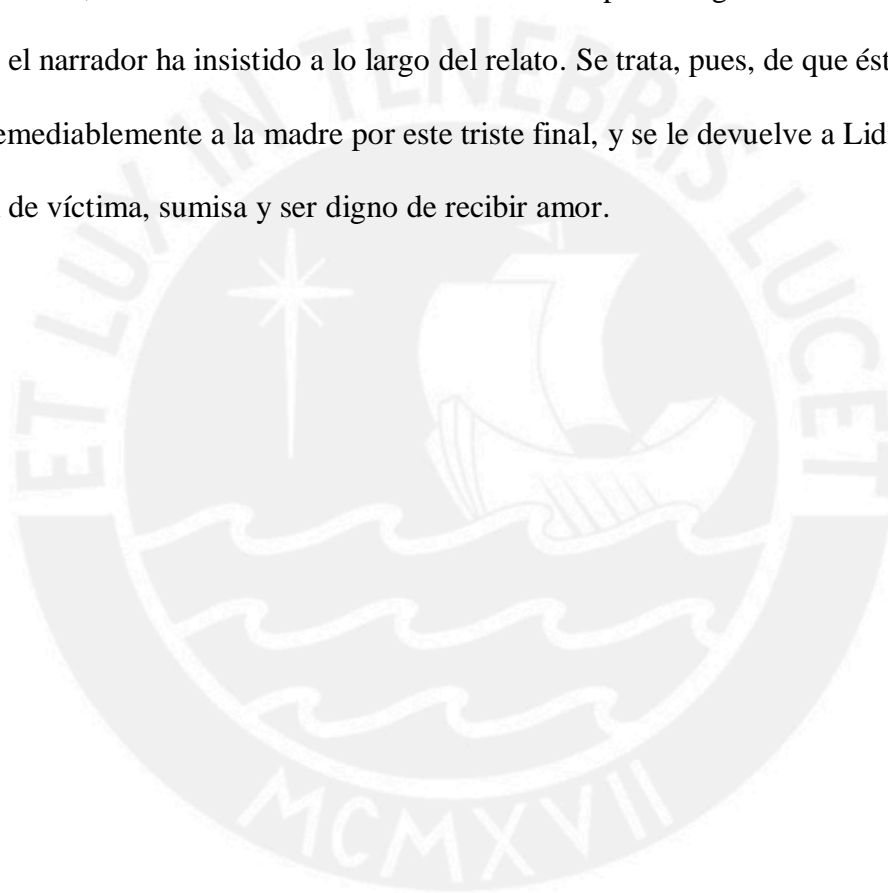 el narrador ha insistido a lo largo del relato. Se trata, pues, de que ést
emediablemente a la madre por este triste final, y se le devuelve a Lid
de víctima, sumisa y ser digno de recibir amor.
ET LUX IN TENEBRIS LUCET
MCMXVII